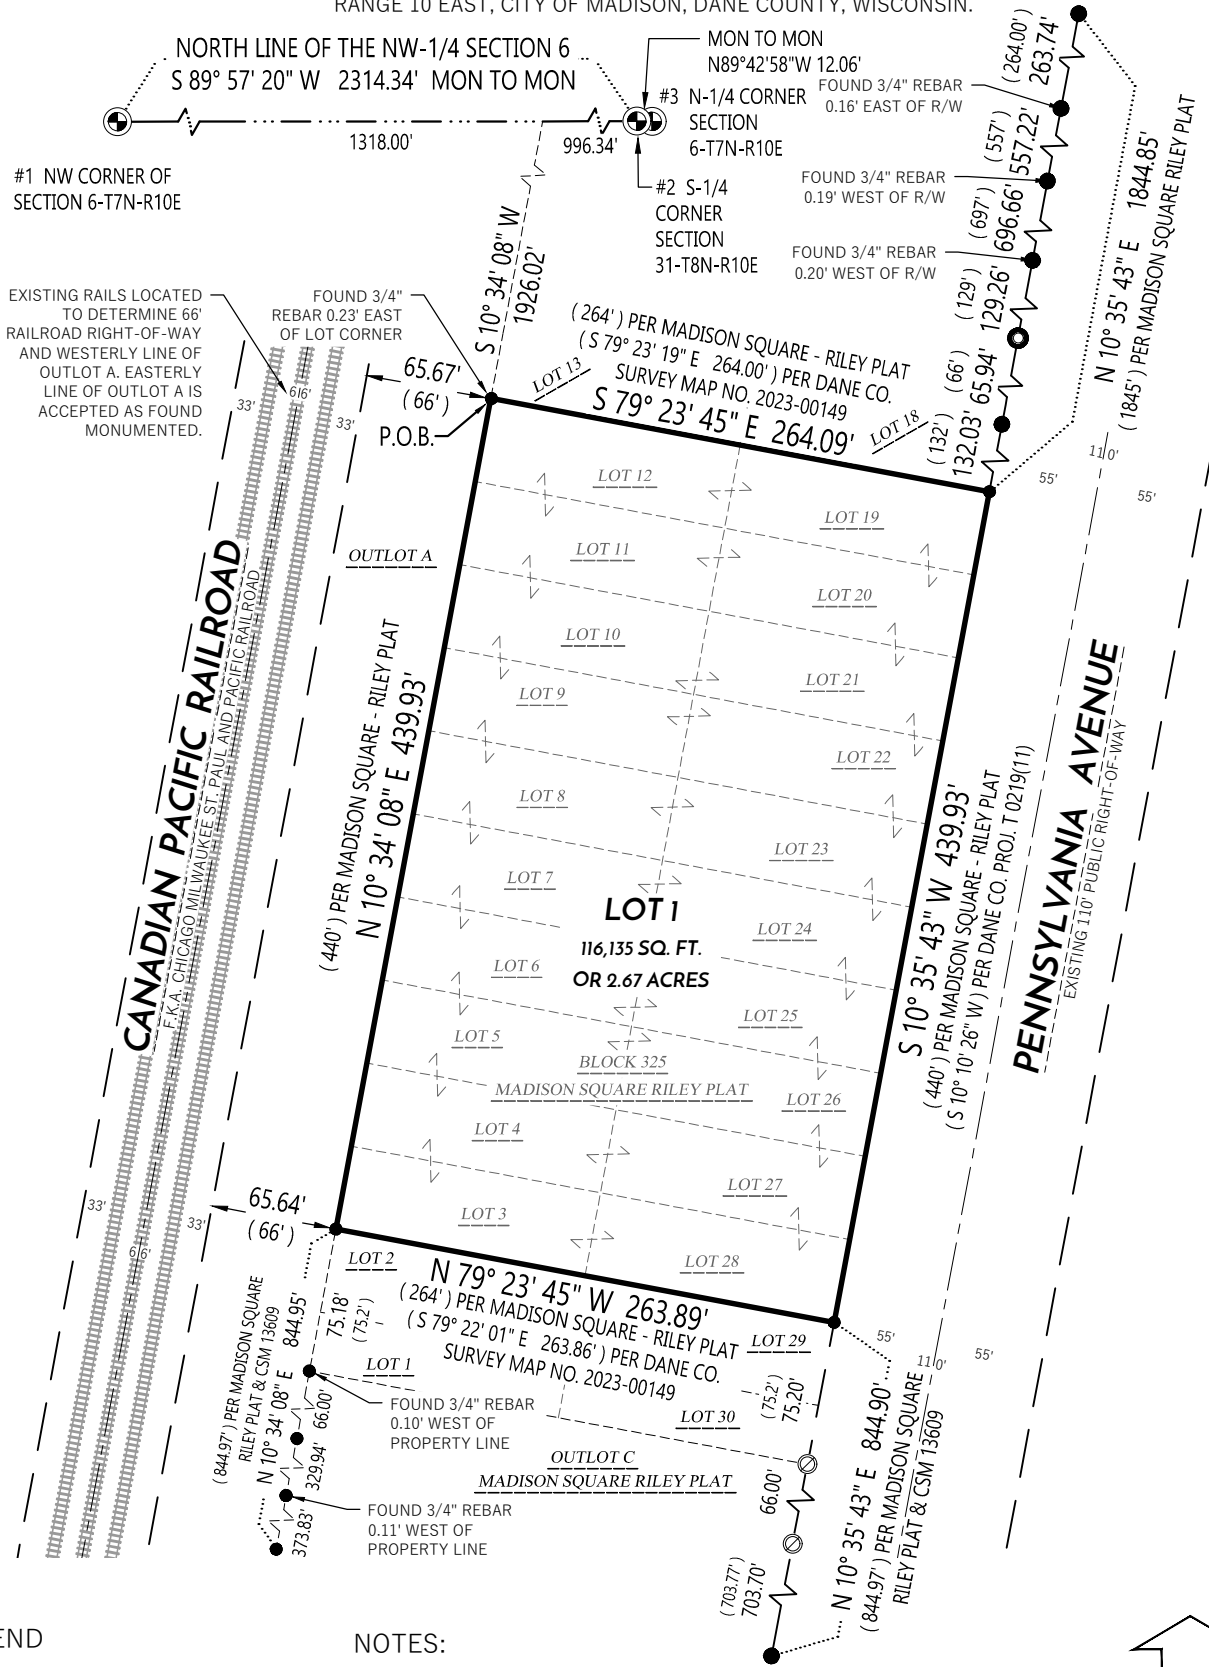 RANGE 10 EAST, CITY OF MADISON, DANE COUNTY, WISCONSIN.
NORTH LINE OF THE NW-1/4 SECTION 6
S 89° 57' 20" W 2314.34' MON TO MON
MON TO MON
N89°42'58"W 12.06'
1318.00'
996.34'
#1 NW CORNER OF
SECTION 6-T7N-R10E
#3 N-1/4 CORNER
SECTION
6-T7N-R10E
#2 S-1/4
CORNER
SECTION
31-T8N-R10E
FOUND 3/4" REBAR
0.16' EAST OF R/W
FOUND 3/4" REBAR
0.19' WEST OF R/W
FOUND 3/4" REBAR
0.20' WEST OF R/W
(264.00')
263.74'
(557')
557.22'
(697')
696.66'
(129')
129.26'
(66')
65.94'
(132')
132.03'
N 10° 35' 43" E 1844.85'
(1845') PER MADISON SQUARE RILEY PLAT
S 10° 34' 08" W
1926.02'
EXISTING RAILS LOCATED
TO DETERMINE 66'
RAILROAD RIGHT-OF-WAY
AND WESTERLY LINE OF
OUTLOT A. EASTERLY
LINE OF OUTLOT A IS
ACCEPTED AS FOUND
MONUMENTED.
FOUND 3/4"
REBAR 0.23' EAST
OF LOT CORNER
65.67'
(66')
P.O.B.
33'
66'
33'
LOT 13
(264') PER MADISON SQUARE - RILEY PLAT
(S 79° 23' 19" E 264.00') PER DANE CO.
SURVEY MAP NO. 2023-00149
S 79° 23' 45" E 264.09'
LOT 18
110'
55'
55'
LOT 12
LOT 19
OUTLOT A
LOT 11
LOT 20
LOT 10
LOT 21
LOT 9
LOT 22
LOT 8
LOT 23
LOT 7
LOT 24
LOT 1
116,135 SQ. FT.
OR 2.67 ACRES
LOT 6
LOT 25
LOT 5
BLOCK 325
MADISON SQUARE RILEY PLAT
LOT 26
LOT 4
LOT 27
LOT 3
LOT 28
CANADIAN PACIFIC RAILROAD
F.K.A. CHICAGO MILWAUKEE ST. PAUL AND PACIFIC RAILROAD
(440') PER MADISON SQUARE - RILEY PLAT
N 10° 34' 08" E 439.93'
S 10° 35' 43" W 439.93'
(440') PER MADISON SQUARE - RILEY PLAT
(S 10° 10' 26" W) PER DANE CO. PROJ. T 0219(11)
PENNSYLVANIA AVENUE
EXISTING 110' PUBLIC RIGHT-OF-WAY
33'
66'
33'
65.64'
(66')
LOT 2
N 79° 23' 45" W 263.89'
(264') PER MADISON SQUARE - RILEY PLAT
(S 79° 22' 01" E 263.86') PER DANE CO.
SURVEY MAP NO. 2023-00149
LOT 29
55'
110'
55'
(844.97') PER MADISON SQUARE
RILEY PLAT & CSM 13609
N 10° 34' 08" E 844.95'
75.18'
(75.2')
66.00'
329.94'
373.83'
LOT 1
FOUND 3/4" REBAR
0.10' WEST OF
PROPERTY LINE
LOT 30
OUTLOT C
MADISON SQUARE RILEY PLAT
FOUND 3/4" REBAR
0.11' WEST OF
PROPERTY LINE
(75.2')
75.20'
66.00'
(703.77')
703.70'
N 10° 35' 43" E 844.90'
(844.97') PER MADISON SQUARE
RILEY PLAT & CSM 13609
END
NOTES: